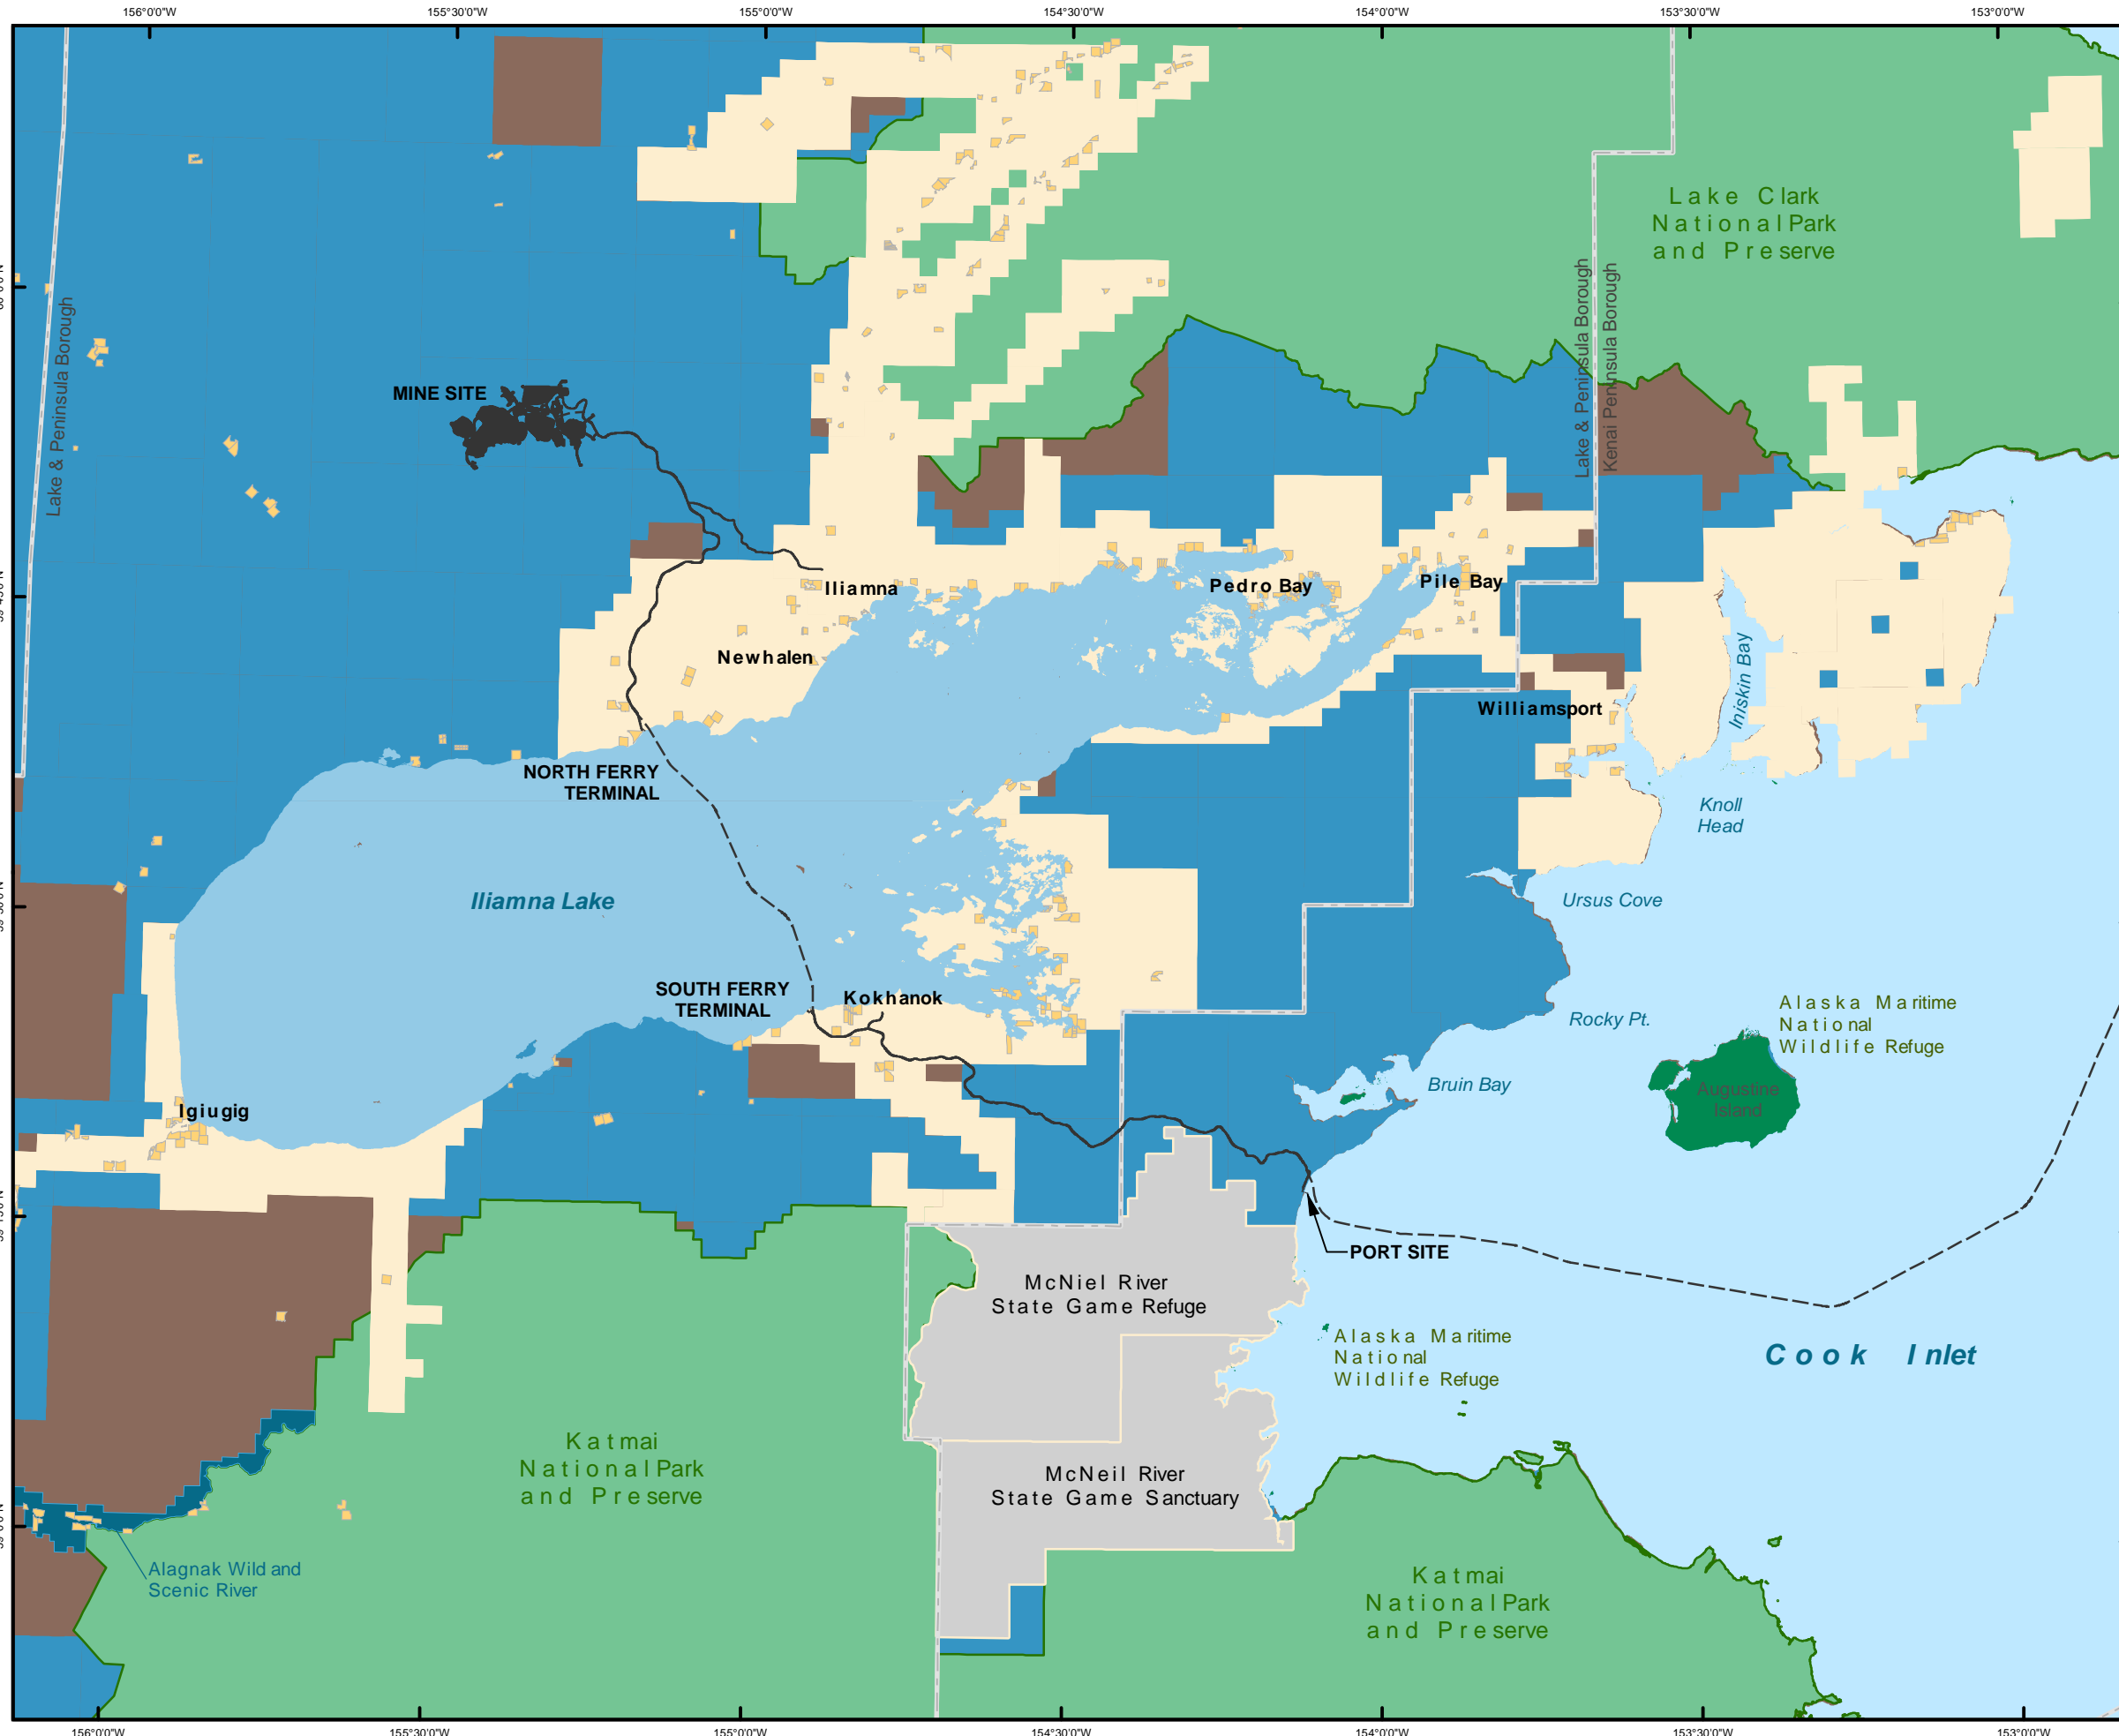 156°0'0"W
155°30'0"W
155°0'0"W
154°30'0"W
154°0'0"W
153°30'0"W
153°0'0"W
Lake Clark
National Park
and Preserve
Lake & Peninsula Borough
Kenai Peninsula Borough
Lake & Peninsula Borough
MINE SITE
Iliamna
Pedro Bay
Pile Bay
Newhalen
Williamsport
Iniskin Bay
NORTH FERRY
TERMINAL
Knoll
Head
Iliamna Lake
Ursus Cove
SOUTH FERRY
TERMINAL
Kokhanok
Rocky Pt.
Alaska Maritime
National
Wildlife Refuge
Bruin Bay
Augustine
Island
Igiugig
PORT SITE
McNiel River
State Game Refuge
Alaska Maritime
National
Wildlife Refuge
Cook Inlet
Katmai
National Park
and Preserve
McNeil River
State Game Sanctuary
Alagnak Wild and
Scenic River
Katmai
National Park
and Preserve
156°0'0"W
155°30'0"W
155°0'0"W
154°30'0"W
154°0'0"W
153°30'0"W
153°0'0"W